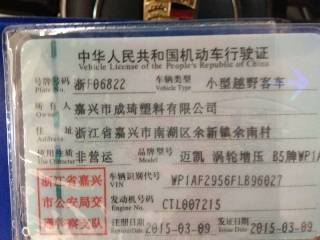 中华人民共和国机动车行驶证
Vehicle License of the People's Republic of China
号牌号码 浙FF06822 车辆类型 小型越野客车
Plate No. Vehicle Type
所有人 嘉兴市成琦塑料有限公司
住址 浙江省嘉兴市南湖区余新镇余南村
使用性质 非营运 迈凯 涡轮增压 B5牌WP1A
Use Character
浙江省嘉兴 车辆识别代号 WP1AF2956FLB96027
VIN
市公安局交 发动机号码 CTL007215
Engine No.
通警察支队 注册日期 2015-03-09 发证日期 2015-03-09